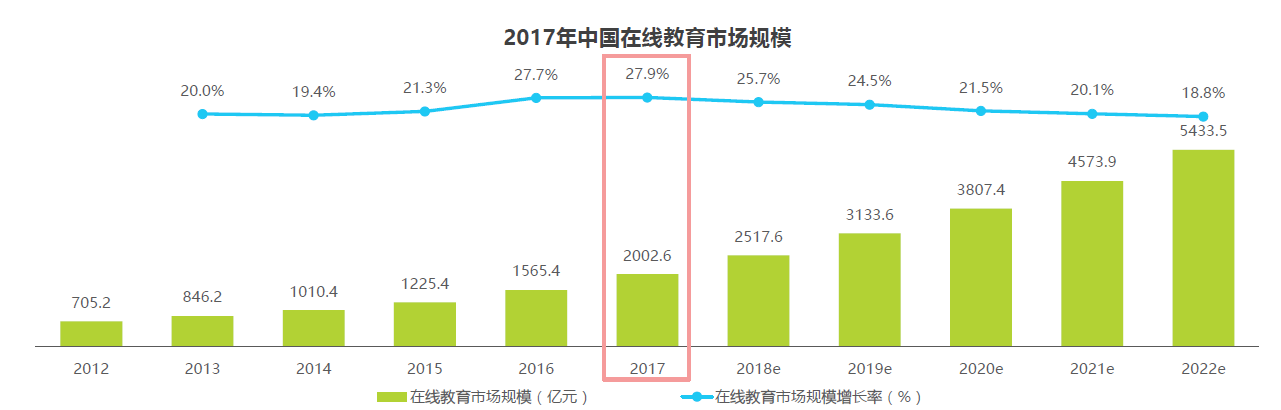 2017年中国在线教育市场规模
20.0% 19.4% 21.3% 27.7% 27.9% 25.7% 24.5% 21.5% 20.1% 18.8%
705.2 846.2 1010.4 1225.4 1565.4 2002.6 2517.6 3133.6 3807.4 4573.9 5433.5
2012 2013 2014 2015 2016 2017 2018e 2019e 2020e 2021e 2022e
在线教育市场规模（亿元） 在线教育市场规模增长率（%）